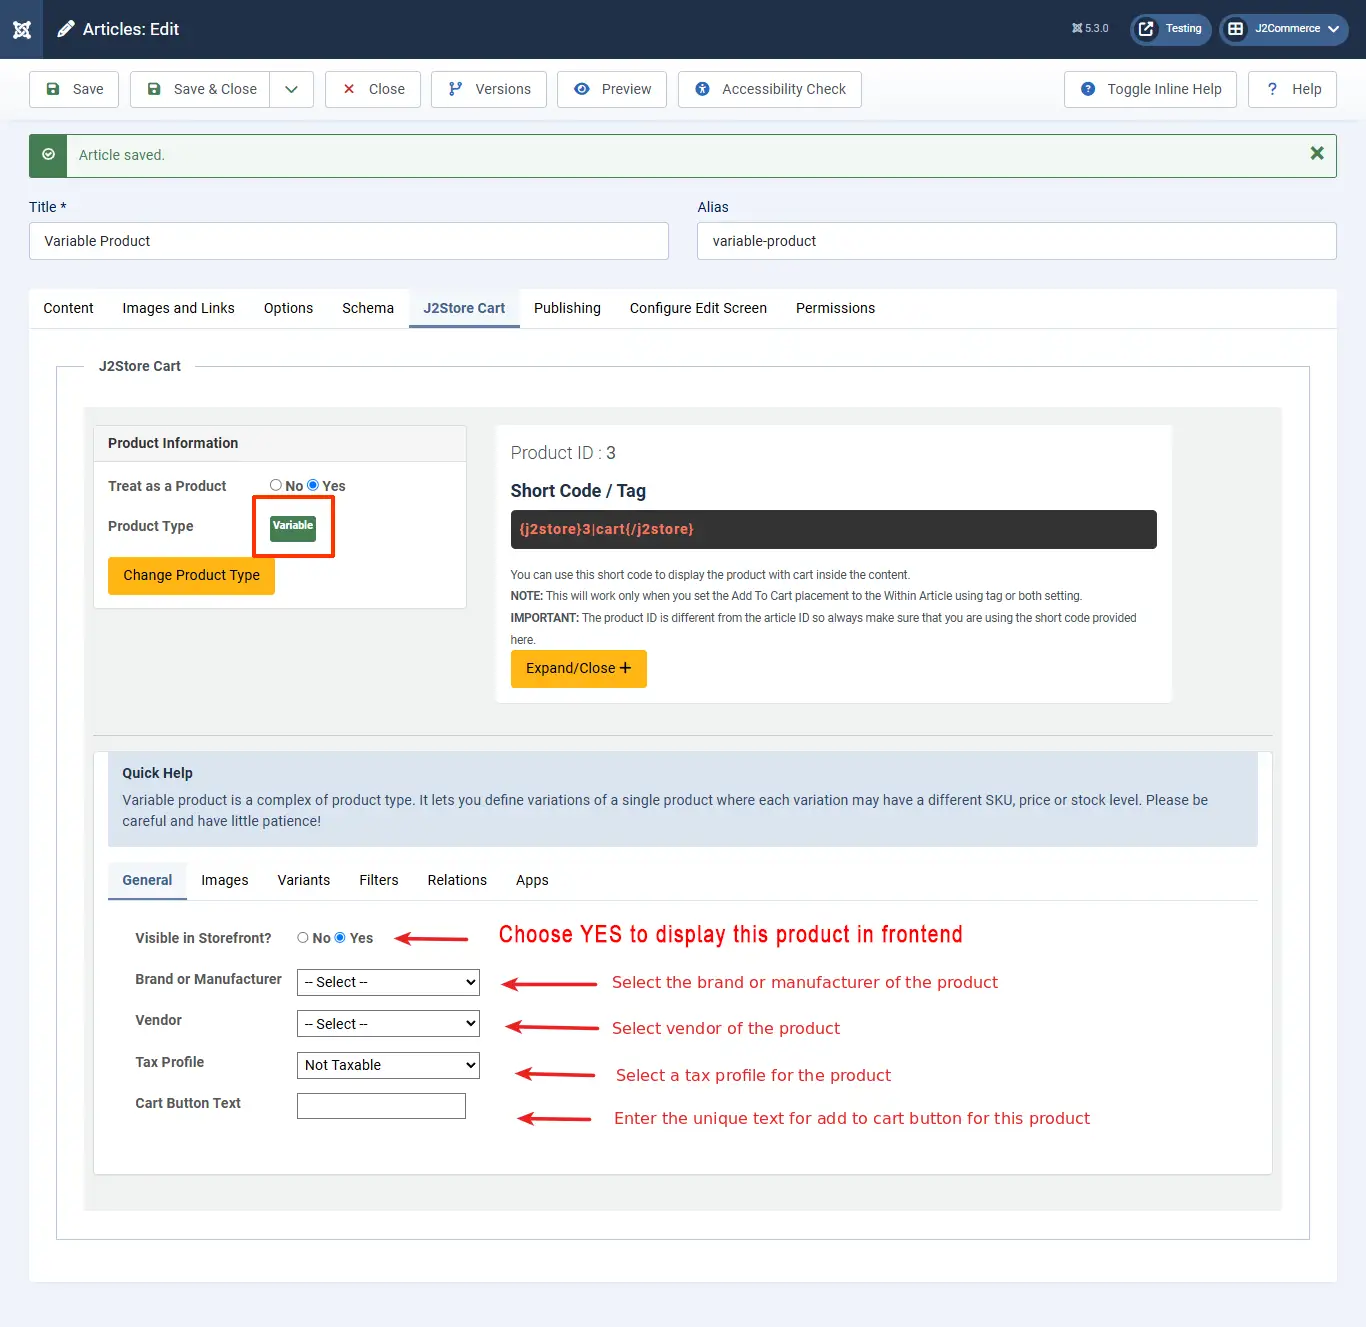 Articles: Edit
5.3.0
Testing
J2Commerce
Save
Save & Close
Close
Versions
Preview
Accessibility Check
Toggle Inline Help
? Help
Article saved.
Title *
Alias
Variable Product
variable-product
Content
Images and Links
Options
Schema
J2Store Cart
Publishing
Configure Edit Screen
Permissions
J2Store Cart
Product Information
Treat as a Product
No
Yes
Product Type
Variable
Change Product Type
Product ID : 3
Short Code / Tag
{j2store}3|cart{/j2store}
You can use this short code to display the product with cart inside the content.
NOTE: This will work only when you set the Add To Cart placement to the Within Article using tag or both setting.
IMPORTANT: The product ID is different from the article ID so always make sure that you are using the short code provided
here.
Expand/Close +
Quick Help
Variable product is a complex of product type. It lets you define variations of a single product where each variation may have a different SKU, price or stock level. Please be
careful and have little patience!
General
Images
Variants
Filters
Relations
Apps
Visible in Storefront?
No
Yes
Choose YES to display this product in frontend
Brand or Manufacturer
-- Select --
Select the brand or manufacturer of the product
Vendor
-- Select --
Select vendor of the product
Tax Profile
Not Taxable
Select a tax profile for the product
Cart Button Text
Enter the unique text for add to cart button for this product